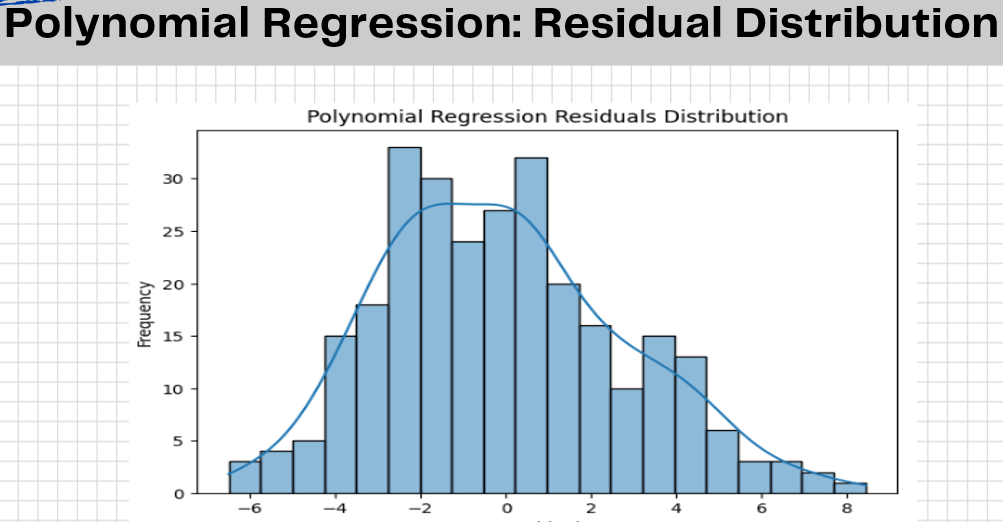 Polynomial Regression: Residual Distribution
Polynomial Regression Residuals Distribution
Frequency
30
25
20
15
10
5
0
−6 −4 −2 0 2 4 6 8